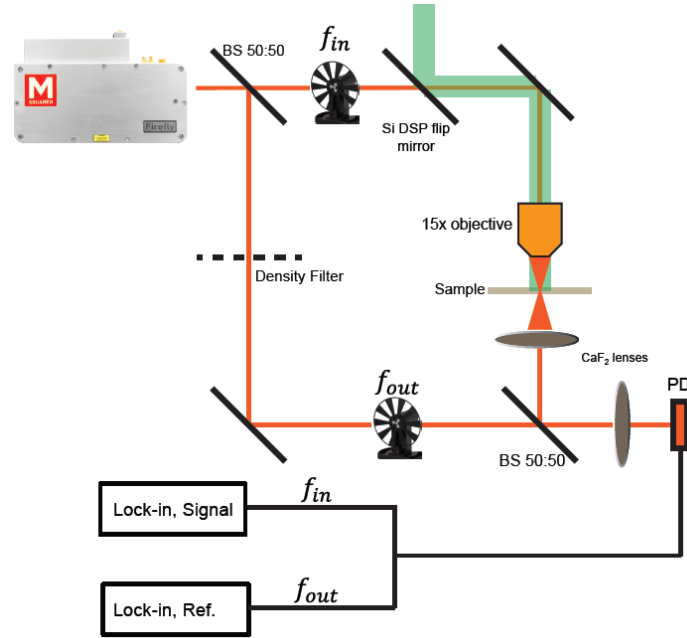 BS 50:50
f_in
M
SQUARED
Firefly
Si DSP flip
mirror
15x objective
Density Filter
Sample
CaF₂ lenses
f_out
PD
BS 50:50
f_in
Lock-in, Signal
f_out
Lock-in, Ref.